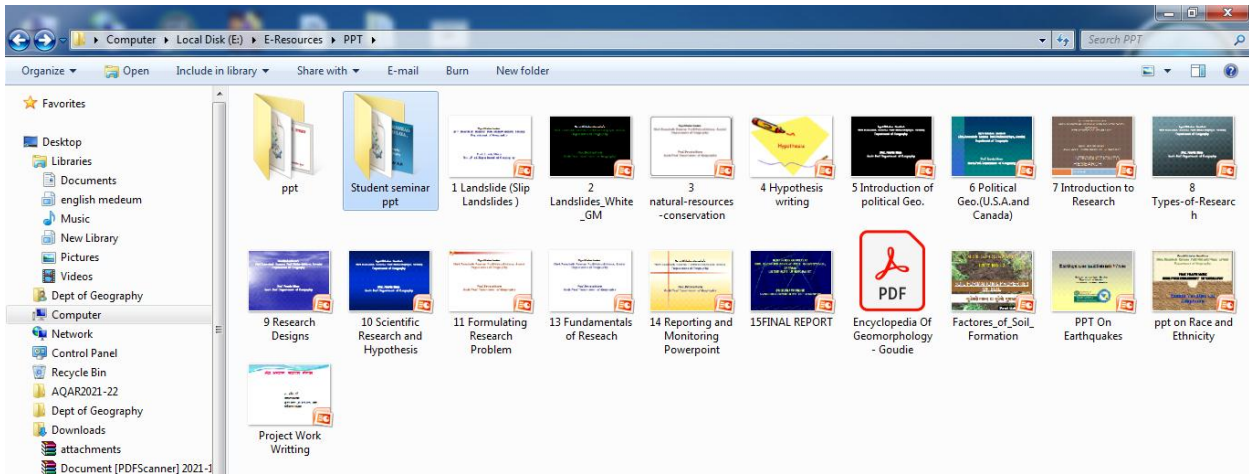 Computer ▸ Local Disk (E:) ▸ E-Resources ▸ PPT ▸
Search PPT
Organize Open Include in library Share with E-mail Burn New folder
Favorites
Desktop
Libraries
Documents
english medeum
Music
New Library
Pictures
Videos
Dept of Geography
Computer
Network
Control Panel
Recycle Bin
AQAR2021-22
Dept of Geography
Downloads
attachments
Document [PDFScanner] 2021-1
ppt
Student seminar
ppt
1 Landslide (Slip
Landslides )
2
Landslides_White
_GM
3
natural-resources
-conservation
Hypothesis
4 Hypothesis
writing
5 Introduction of
political Geo.
6 Political
Geo.(U.S.A.and
Canada)
INTRODUCTION TO
RESEARCH
7 Introduction to
Research
8
Types-of-Researc
h
9 Research
Designs
10 Scientific
Research and
Hypothesis
11 Formulating
Research
Problem
13 Fundamentals
of Reseach
14 Reporting and
Monitoring
Powerpoint
15FINAL REPORT
PDF
Encyclopedia Of
Geomorphology
- Goudie
Factores_of_Soil_
Formation
PPT On
Earthquakes
ppt on Race and
Ethnicity
Project Work
Writting